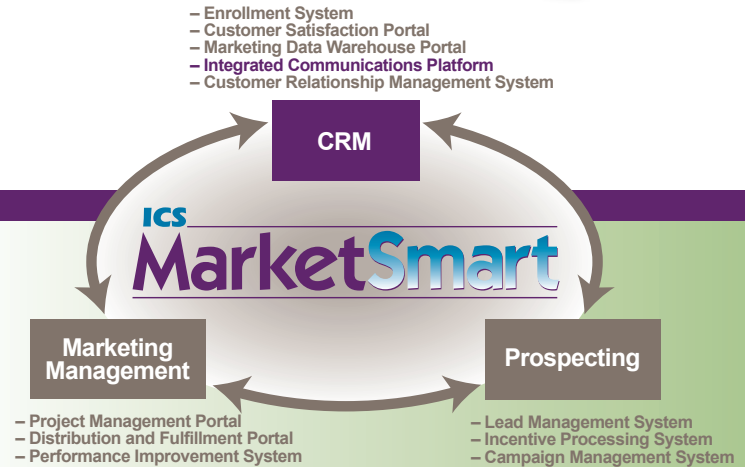 – Enrollment System
– Customer Satisfaction Portal
– Marketing Data Warehouse Portal
– Integrated Communications Platform
– Customer Relationship Management System
CRM
ICS
MarketSmart
Marketing
Management
Prospecting
– Project Management Portal
– Distribution and Fulfillment Portal
– Performance Improvement System
– Lead Management System
– Incentive Processing System
– Campaign Management System